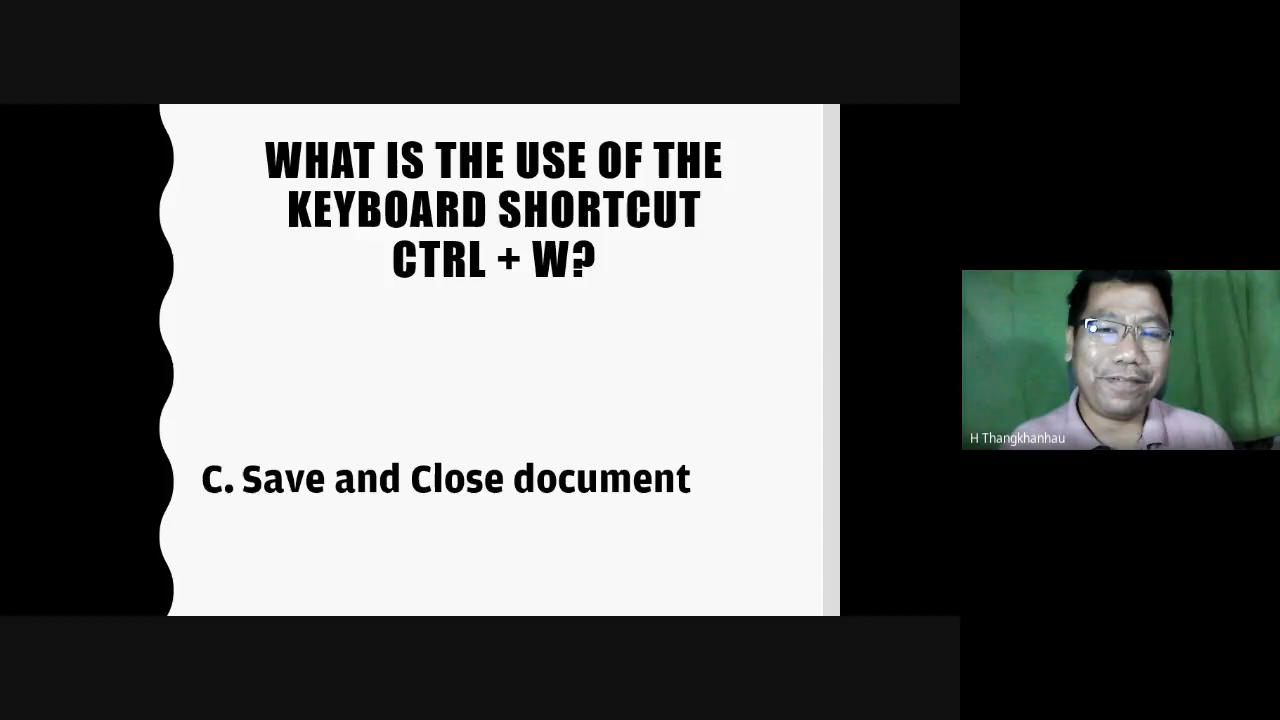 WHAT IS THE USE OF THE
KEYBOARD SHORTCUT
CTRL + W?
C. Save and Close document
H Thangkhanhau